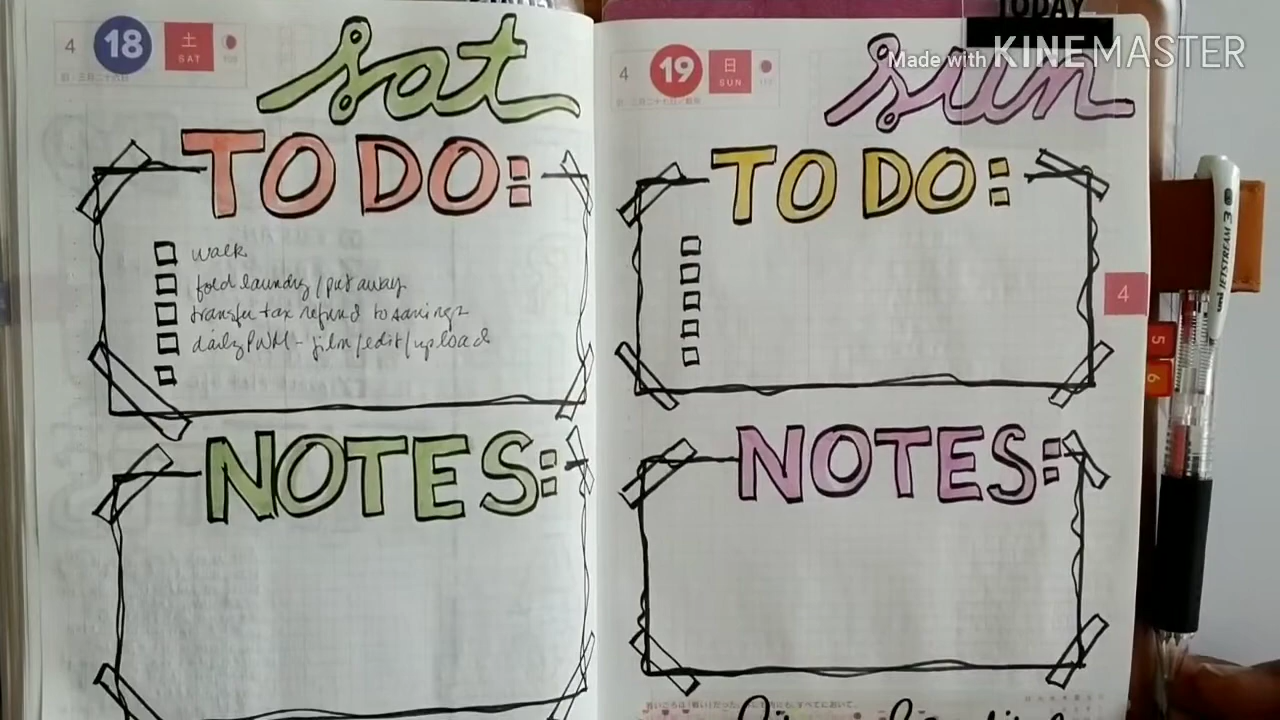 4 18 土 SAT
sat
TO DO:
walk
fold laundry / put away
transfer tax refund to savings
daily PWM - film / edit / upload
NOTES:
TODAY
Made with KINEMASTER
4 19 日 SUN
sun
TO DO:
NOTES:
4
5
6
uni JETSTREAM 3